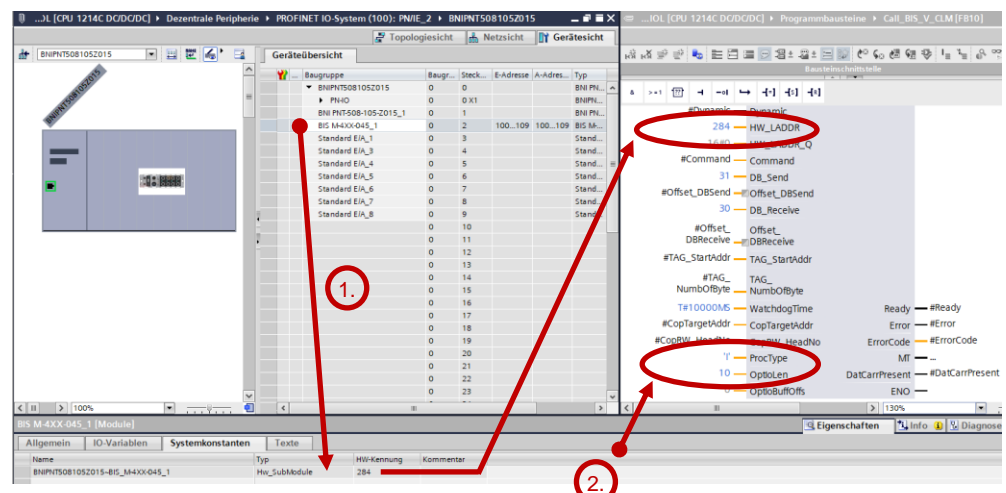 ...OL [CPU 1214C DC/DC/DC] ▸ Dezentrale Peripherie ▸ PROFINET IO-System (100): PN/IE_2 ▸ BNIPNT508105Z015
Topologiesicht Netzsicht Gerätesicht
BNIPNT508105Z015
BNIPNT508105Z015
100%
Geräteübersicht
... Baugruppe Baugr... Steck... E-Adresse A-Adres... Typ
BNIPNT508105Z015 0 0 BNI PN...
PN-IO 0 0 X1 BNIPN...
BNI PNT-508-105-Z015_1 0 1 BNI PN...
BIS M-4XX-045_1 0 2 100...109 100...109 BIS M-...
Standard E/A_1 0 3 Stand...
Standard E/A_3 0 4 Stand...
Standard E/A_4 0 5 Stand...
Standard E/A_5 0 6 Stand...
Standard E/A_6 0 7 Stand...
Standard E/A_7 0 8 Stand...
Standard E/A_8 0 9 Stand...
0 10
0 11
0 12
0 13
0 14
0 15
0 16
0 17
0 18
0 19
0 20
0 21
0 22
0 23
1.
...IOL [CPU 1214C DC/DC/DC] ▸ Programmbausteine ▸ Call_BIS_V_CLM [FB10]
Bausteinschnittstelle
& >=1
#Dynamic Dynamic
284 HW_LADDR
16#0 HW_LADDR_Q
#Command Command
31 DB_Send
#Offset_DBSend Offset_DBSend
30 DB_Receive
#Offset_ Offset_
DBReceive DBReceive
#TAG_StartAddr TAG_StartAddr
#TAG_ TAG_
NumbOfByte NumbOfByte
T#10000MS WatchdogTime Ready #Ready
#CopTargetAddr CopTargetAddr Error #Error
#CopRW_HeadNo CopRW_HeadNo ErrorCode #ErrorCode
'I' ProcType MT ...
10 OptioLen DatCarrPresent #DatCarrPresent
OptioBuffOffs ENO
130%
BIS M-4XX-045_1 [Module]
Eigenschaften Info Diagnose
Allgemein IO-Variablen Systemkonstanten Texte
Name Typ HW-Kennung Kommentar
BNIPNT508105Z015~BIS_M-4XX-045_1 Hw_SubModule 284
2.